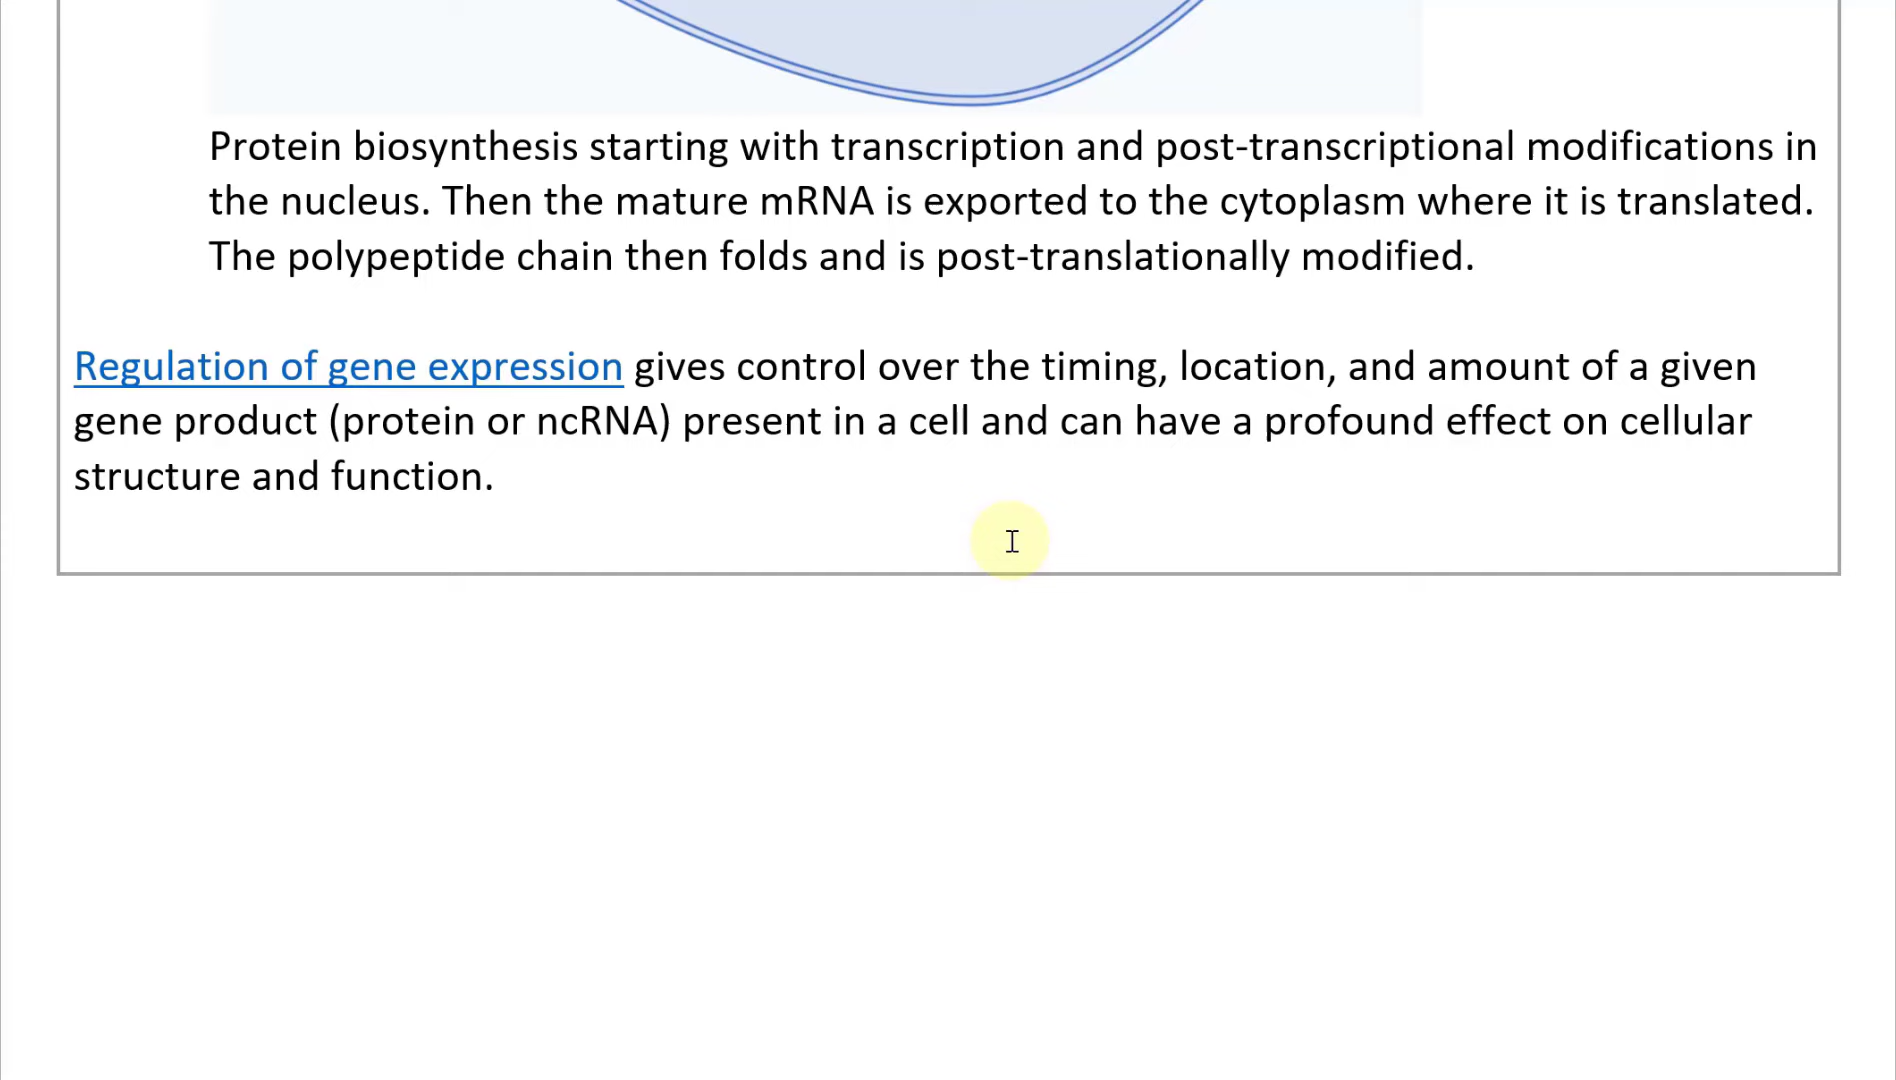 Protein biosynthesis starting with transcription and post-transcriptional modifications in
the nucleus. Then the mature mRNA is exported to the cytoplasm where it is translated.
The polypeptide chain then folds and is post-translationally modified.
Regulation of gene expression gives control over the timing, location, and amount of a given
gene product (protein or ncRNA) present in a cell and can have a profound effect on cellular
structure and function.